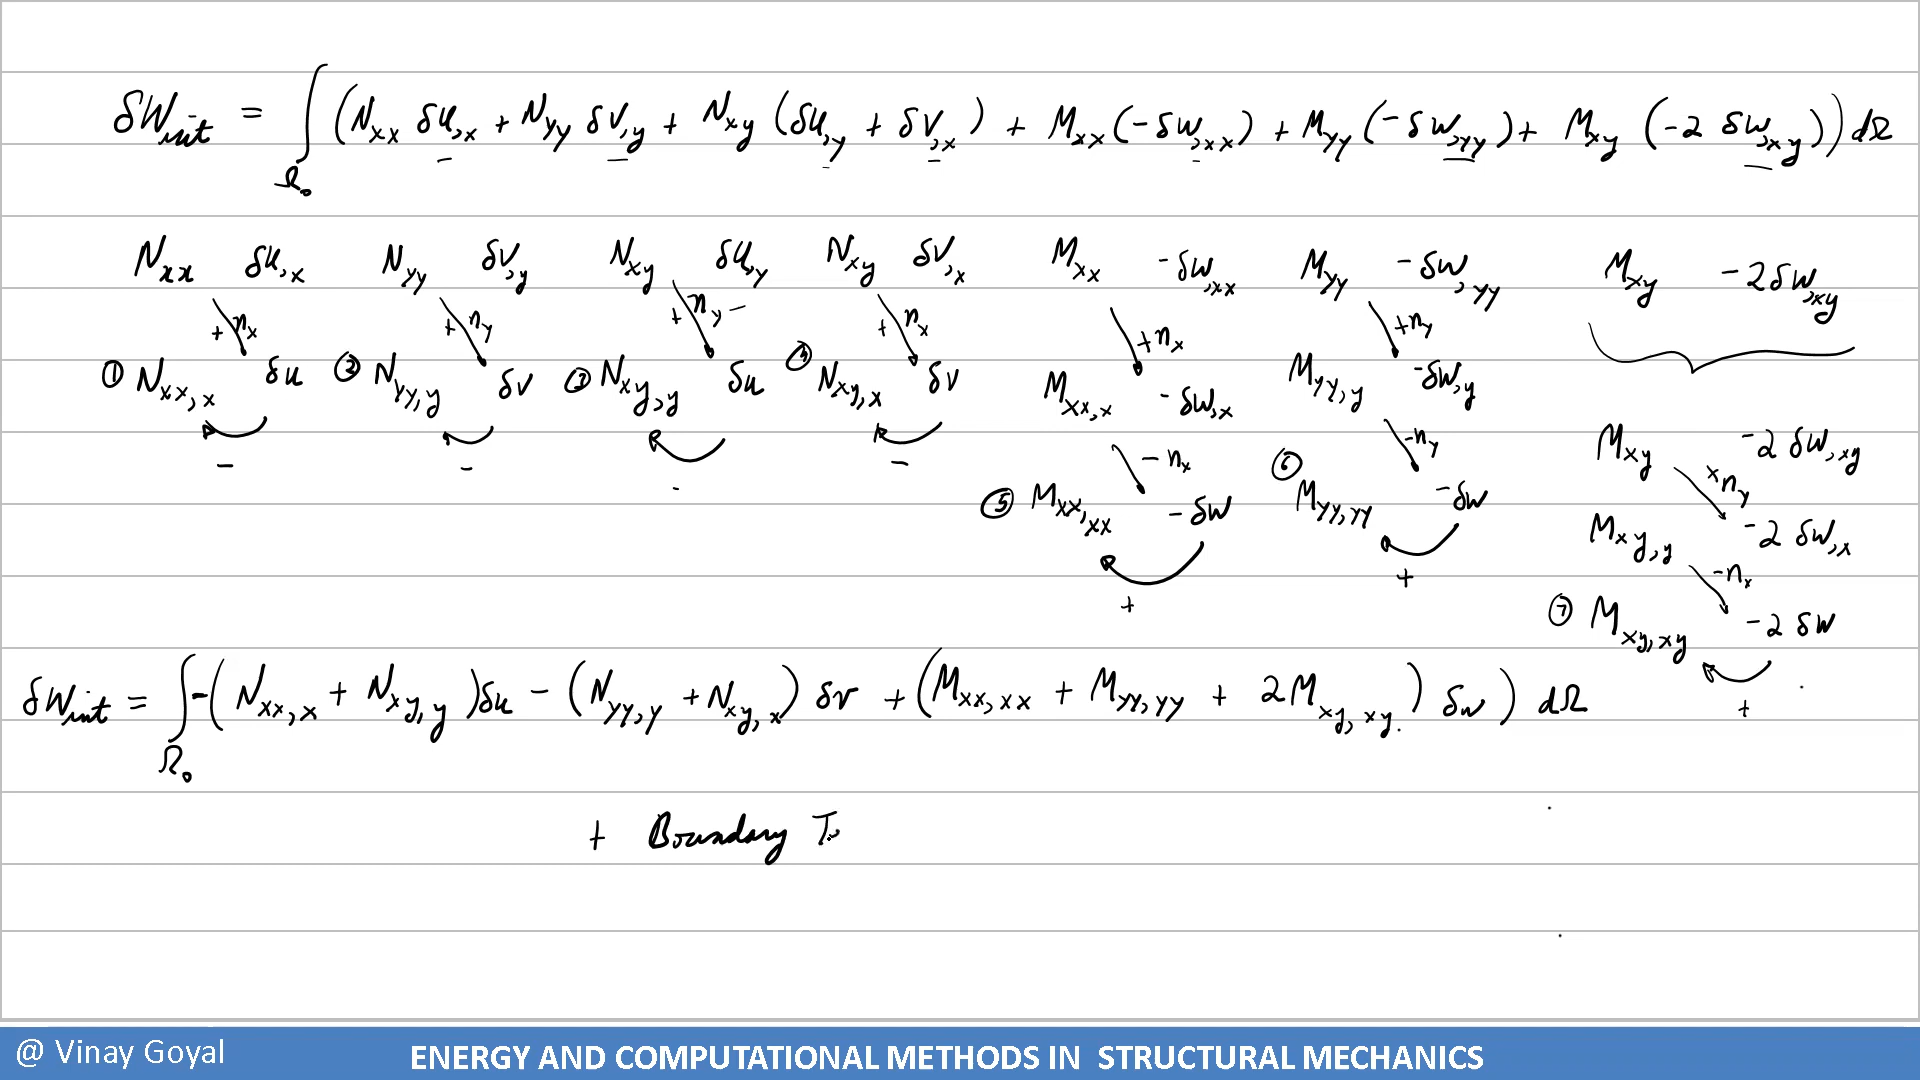 δW_int = ∫_Ω₀ (N_xx δu,x + N_yy δv,y + N_xy (δu,y + δv,x) + M_xx (-δw,xx) + M_yy (-δw,yy) + M_xy (-2 δw,xy)) dΩ
N_xx δu,x N_yy δv,y N_xy δu,y N_xy δv,x M_xx -δw,xx M_yy -δw,yy M_xy -2δw,xy
+ n_x + n_y + n_y - + n_x +n_x +n_y
① N_xx,x δu ② N_yy,y δv ③ N_xy,y δu ④ N_xy,x δv M_xx,x -δw,x M_yy,y -δw,y
- - - - - n_x -n_y M_xy -2 δw,xy
+n_y
⑤ M_xx,xx -δw ⑥ M_yy,yy -δw M_xy,y -2 δw,x
+ + -n_x
⑦ M_xy,xy -2 δw
+
δW_int = ∫_Ω₀ -(N_xx,x + N_xy,y) δu - (N_yy,y + N_xy,x) δv + (M_xx,xx + M_yy,yy + 2M_xy,xy) δw) dΩ
+ Boundary T
@ Vinay Goyal ENERGY AND COMPUTATIONAL METHODS IN STRUCTURAL MECHANICS